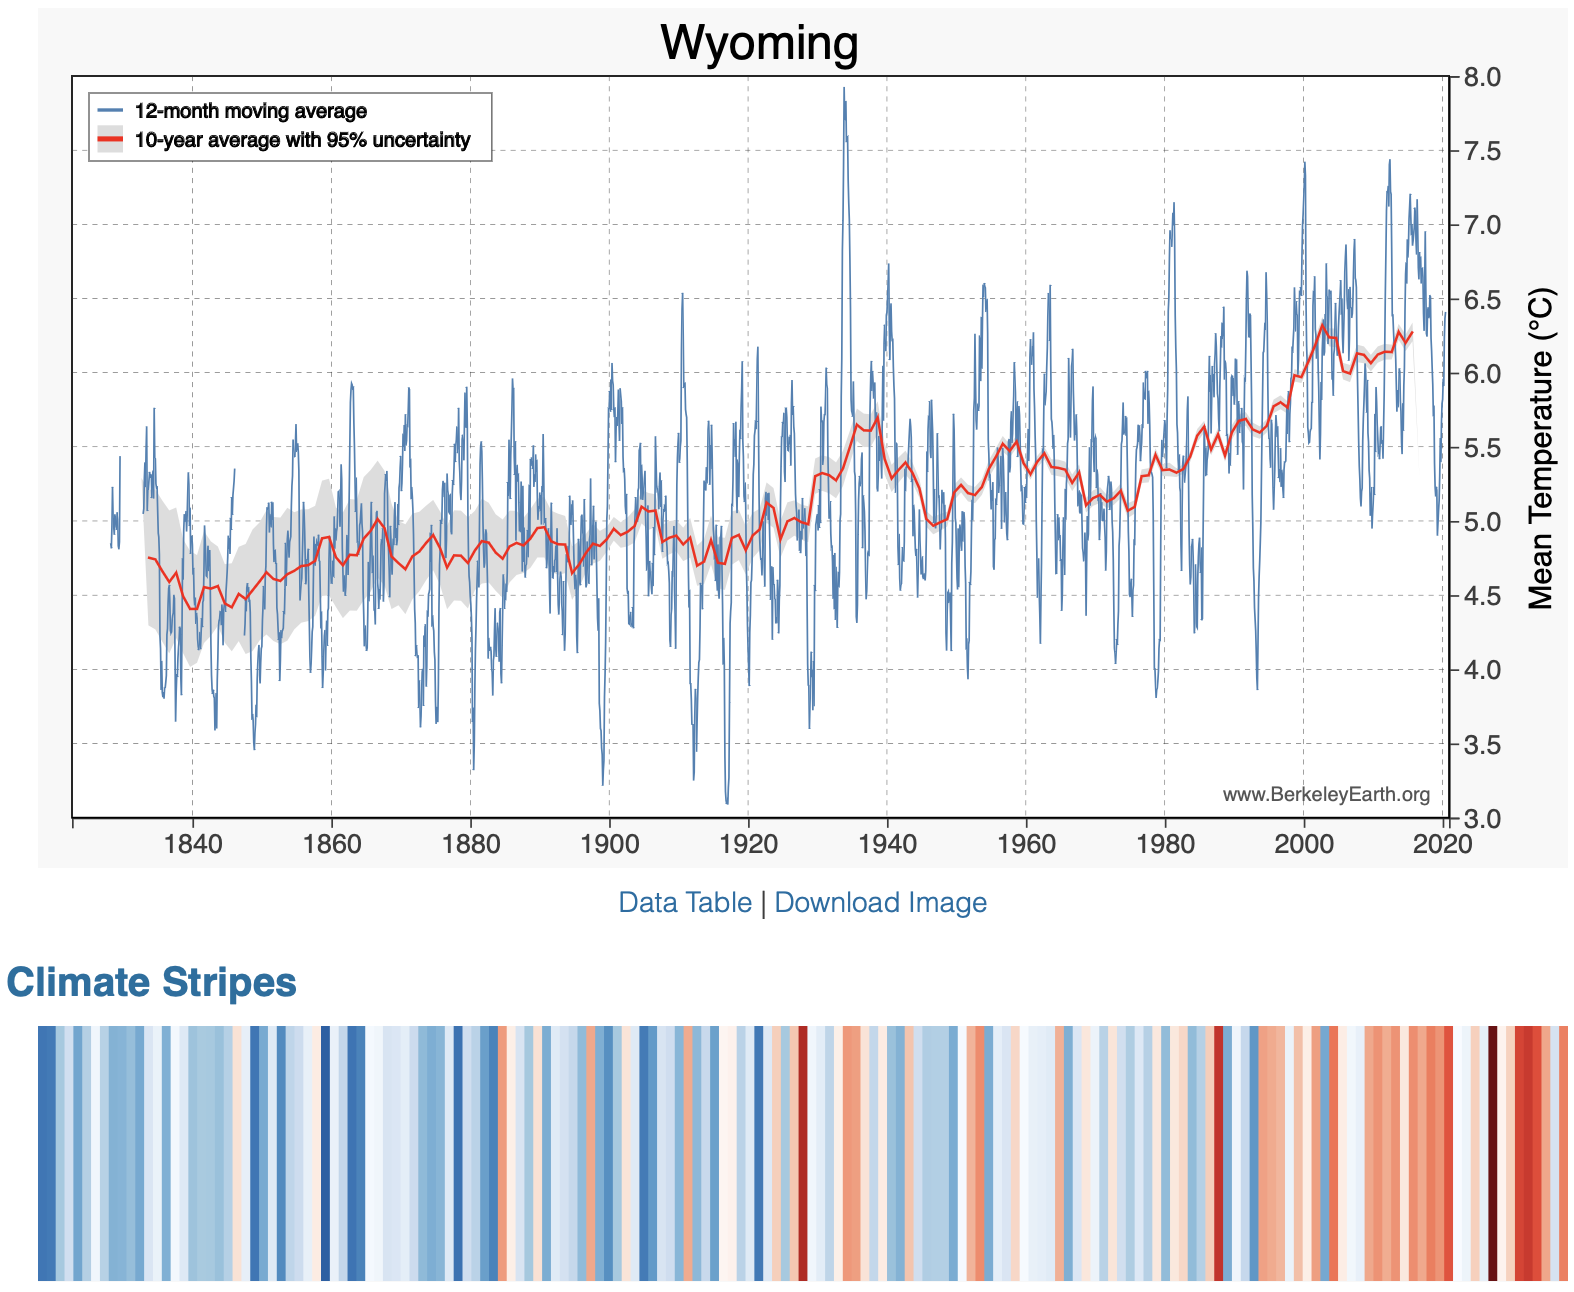 Wyoming
12-month moving average
10-year average with 95% uncertainty
8.0
7.5
7.0
6.5
6.0
5.5
5.0
4.5
4.0
3.5
3.0
Mean Temperature (°C)
www.BerkeleyEarth.org
1840 1860 1880 1900 1920 1940 1960 1980 2000 2020
Data Table | Download Image
Climate Stripes